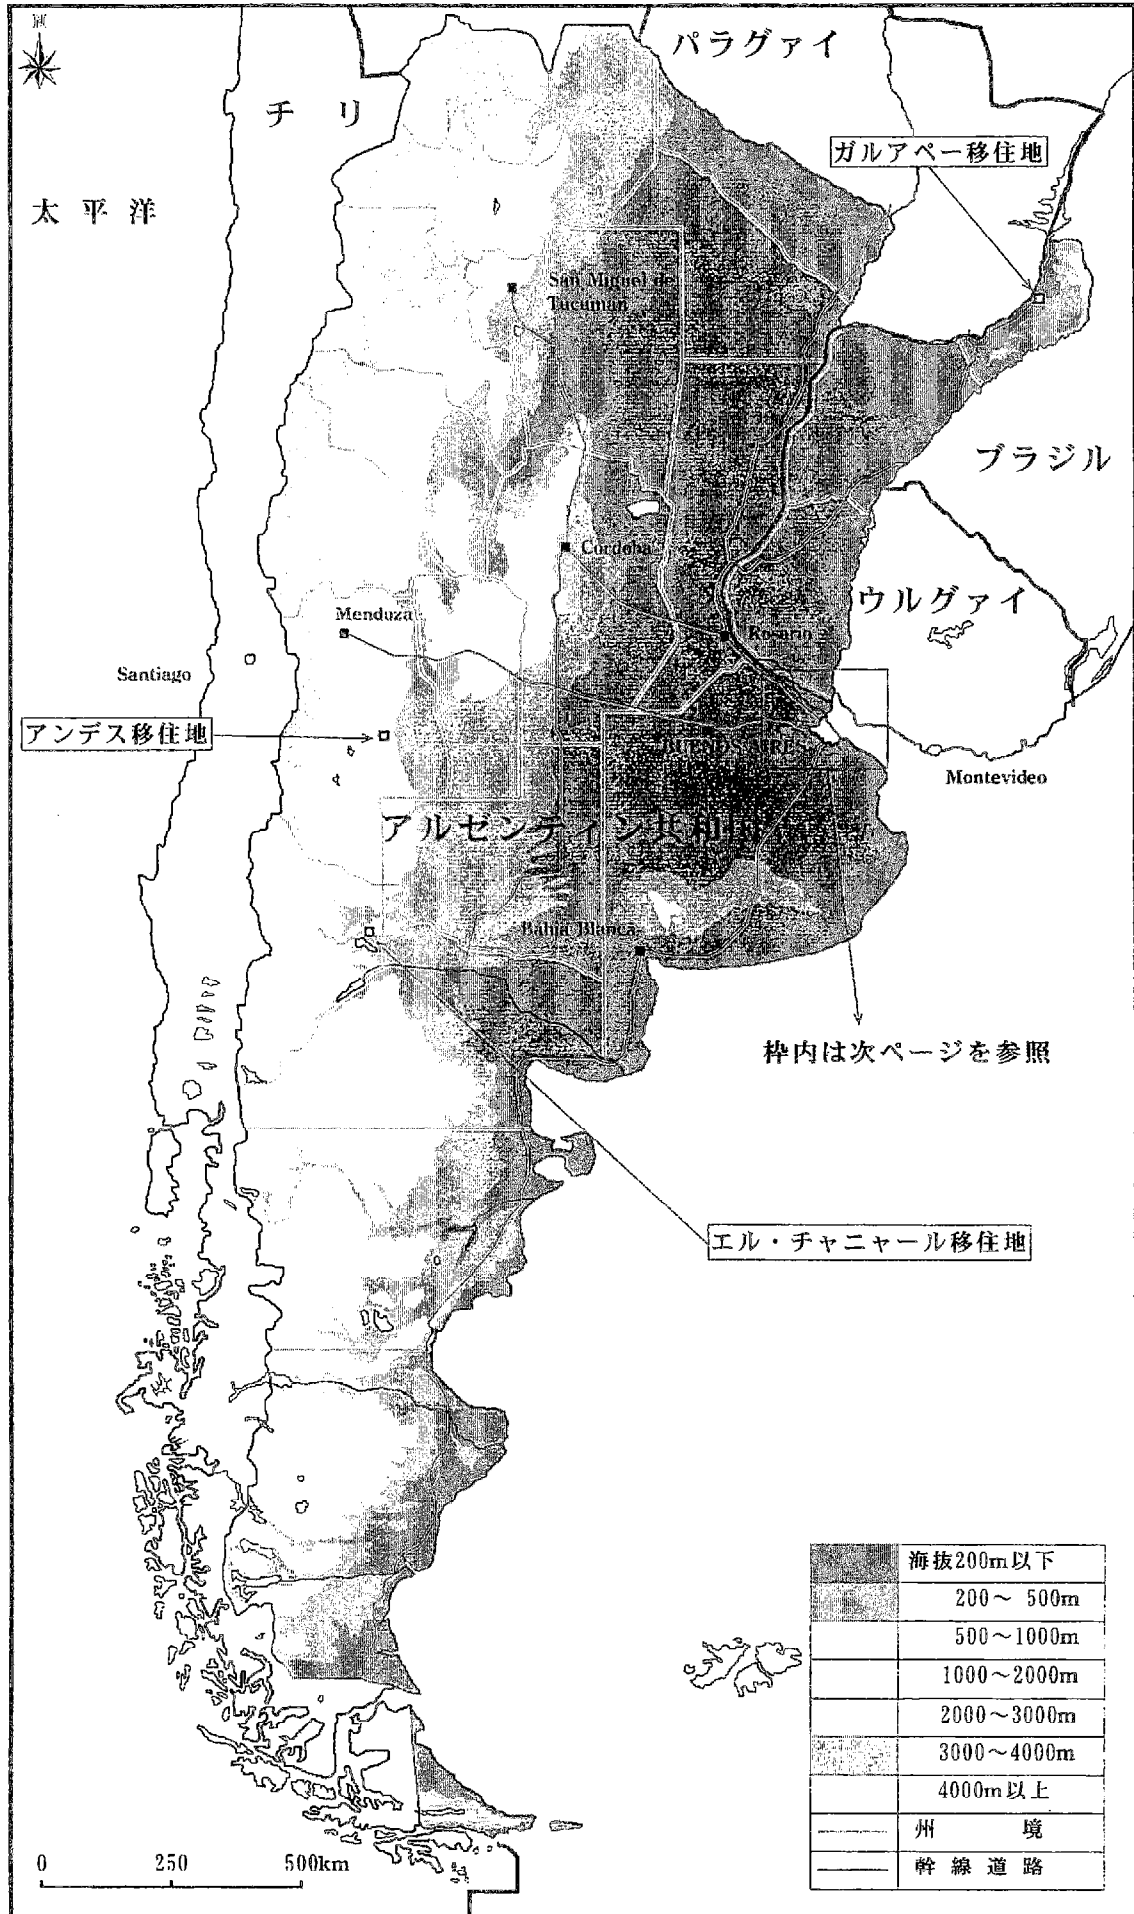 パラグァイ
チ リ
ガルアペー移住地
太平洋
San Miguel de
Tucuman
ブラジル
Cordoba
ウルグァイ
Menduza
Rosario
Santiago
アンデス移住地
BUENOS AIRES
Montevideo
アルセンティン共和国
Bahia Blanca
枠内は次ページを参照
エル・チャニャール移住地
海抜200m以下
200～ 500m
500～1000m
1000～2000m
2000～3000m
3000～4000m
4000m以上
州 境
幹線道路
0 250 500km